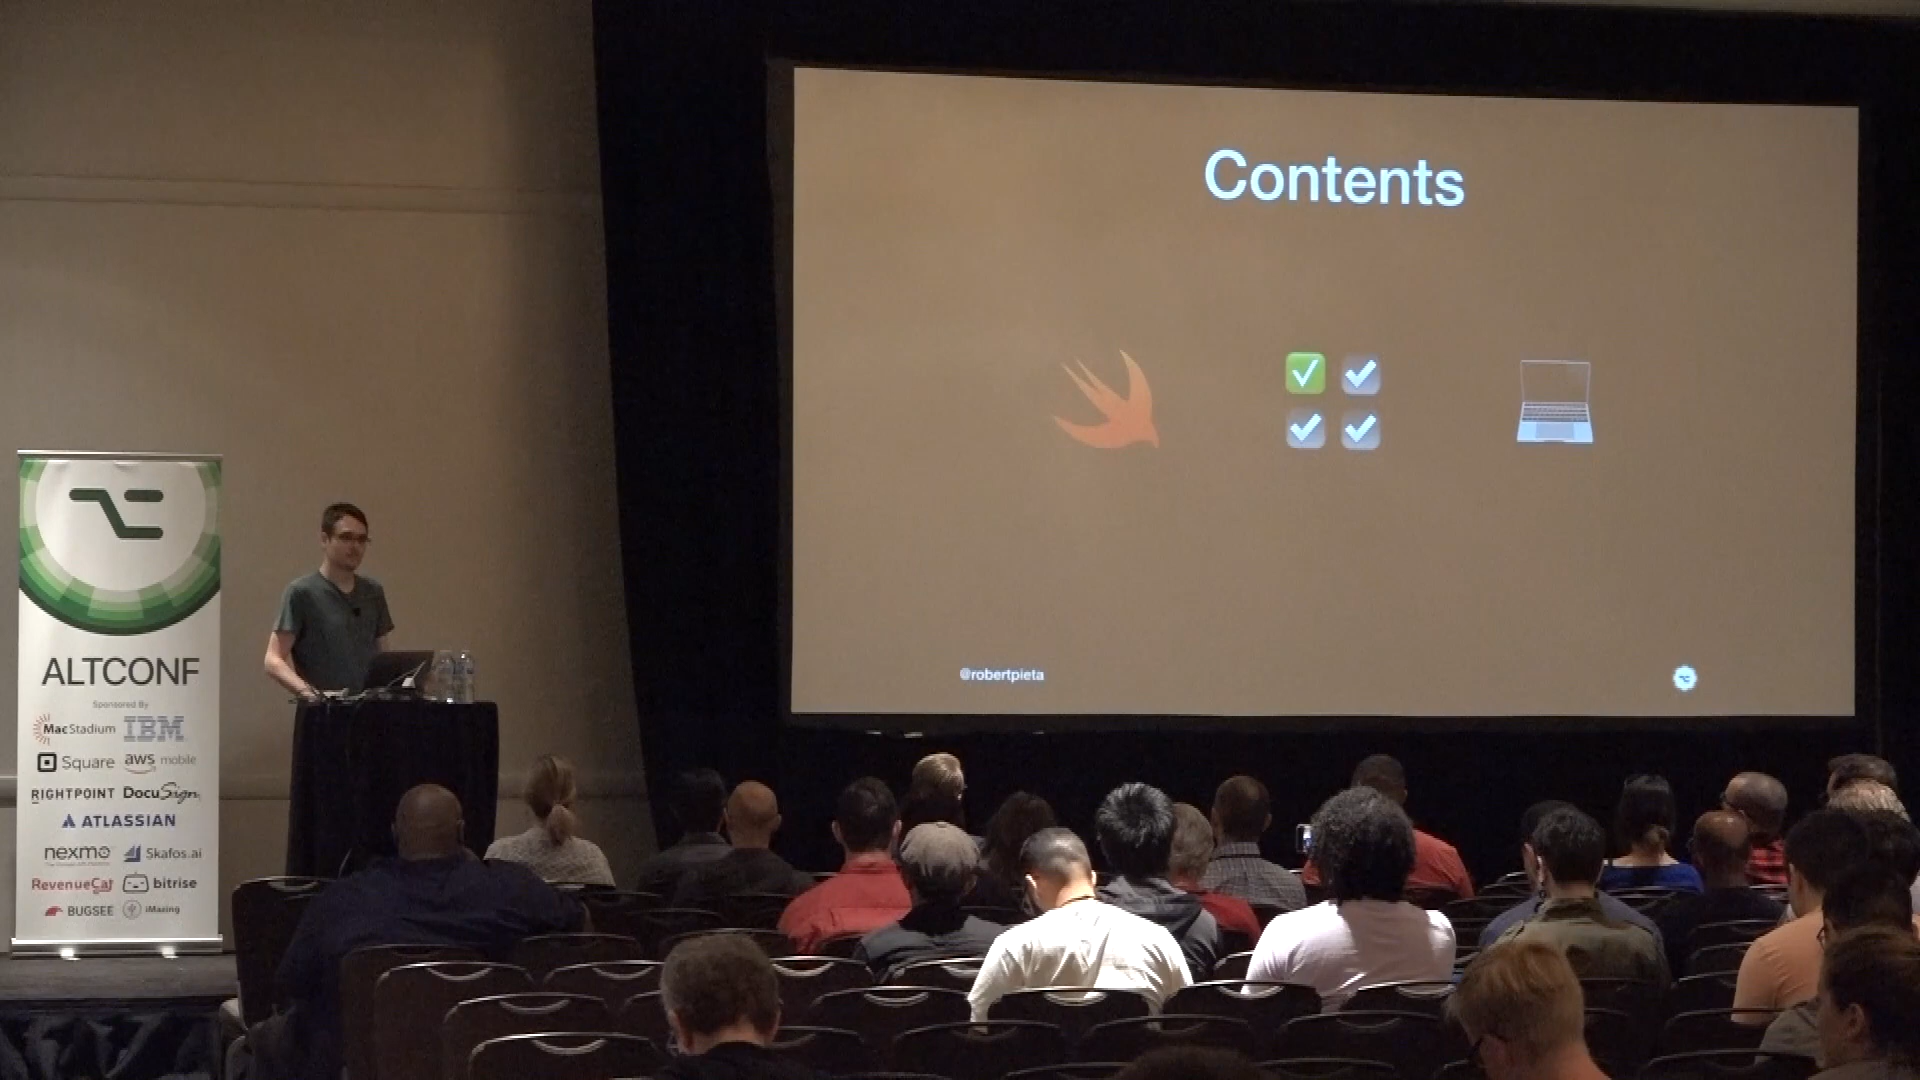 Contents
@robertpieta
ALTCONF
Sponsored By
MacStadium IBM
Square aws mobile
RIGHTPOINT DocuSign
ATLASSIAN
nexmo Skafos.ai
RevenueCat bitrise
BUGSEE iMazing